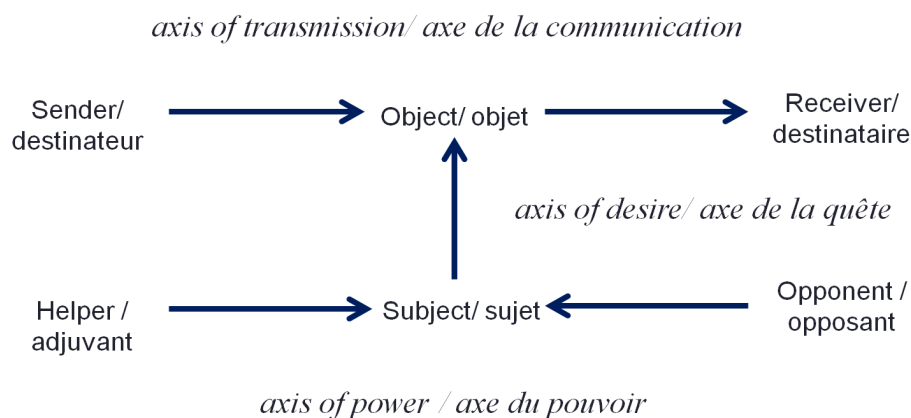 axis of transmission/ axe de la communication
Sender/
destinateur
Object/ objet
Receiver/
destinataire
axis of desire/ axe de la quête
Helper /
adjuvant
Subject/ sujet
Opponent /
opposant
axis of power / axe du pouvoir